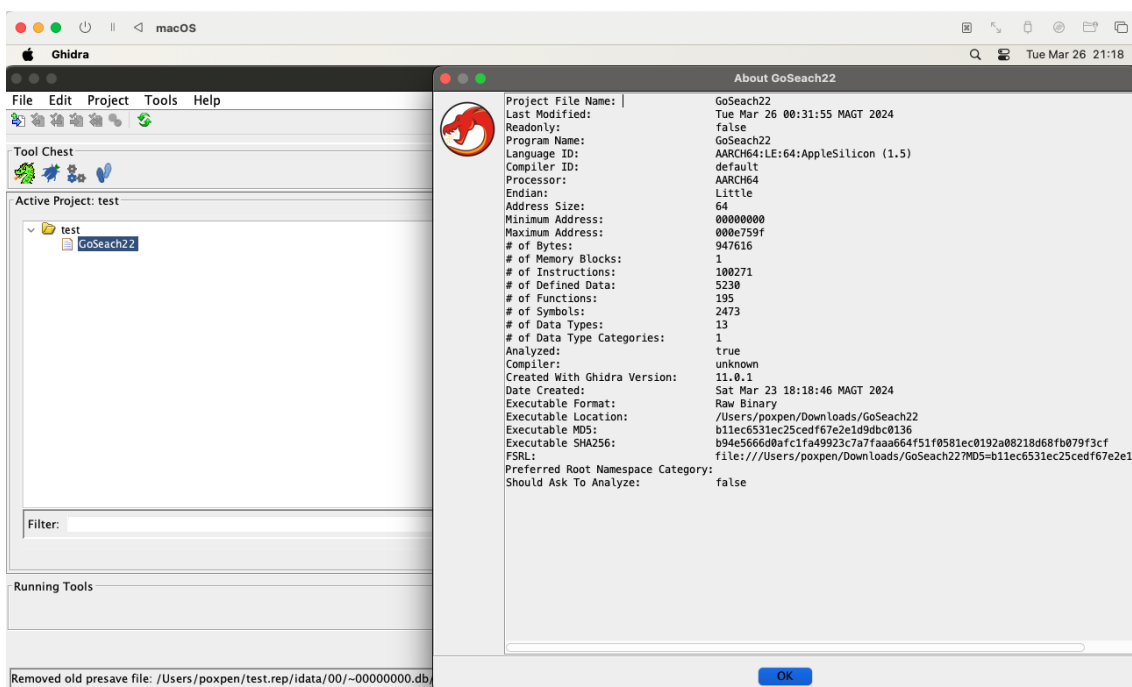 macOS
Ghidra
Tue Mar 26 21:18
File Edit Project Tools Help
Tool Chest
Active Project: test
test
GoSeach22
Filter:
Running Tools
Removed old presave file: /Users/poxpen/test.rep/idata/00/~00000000.db/
About GoSeach22
Project File Name: GoSeach22
Last Modified: Tue Mar 26 00:31:55 MAGT 2024
Readonly: false
Program Name: GoSeach22
Language ID: AARCH64:LE:64:AppleSilicon (1.5)
Compiler ID: default
Processor: AARCH64
Endian: Little
Address Size: 64
Minimum Address: 00000000
Maximum Address: 000e759f
# of Bytes: 947616
# of Memory Blocks: 1
# of Instructions: 100271
# of Defined Data: 5230
# of Functions: 195
# of Symbols: 2473
# of Data Types: 13
# of Data Type Categories: 1
Analyzed: true
Compiler: unknown
Created With Ghidra Version: 11.0.1
Date Created: Sat Mar 23 18:18:46 MAGT 2024
Executable Format: Raw Binary
Executable Location: /Users/poxpen/Downloads/GoSeach22
Executable MD5: b11ec6531ec25cedf67e2e1d9dbc0136
Executable SHA256: b94e5666d0afc1fa49923c7a7faaa664f51f0581ec0192a08218d68fb079f3cf
FSRL: file:///Users/poxpen/Downloads/GoSeach22?MD5=b11ec6531ec25cedf67e2e1
Preferred Root Namespace Category:
Should Ask To Analyze: false
OK